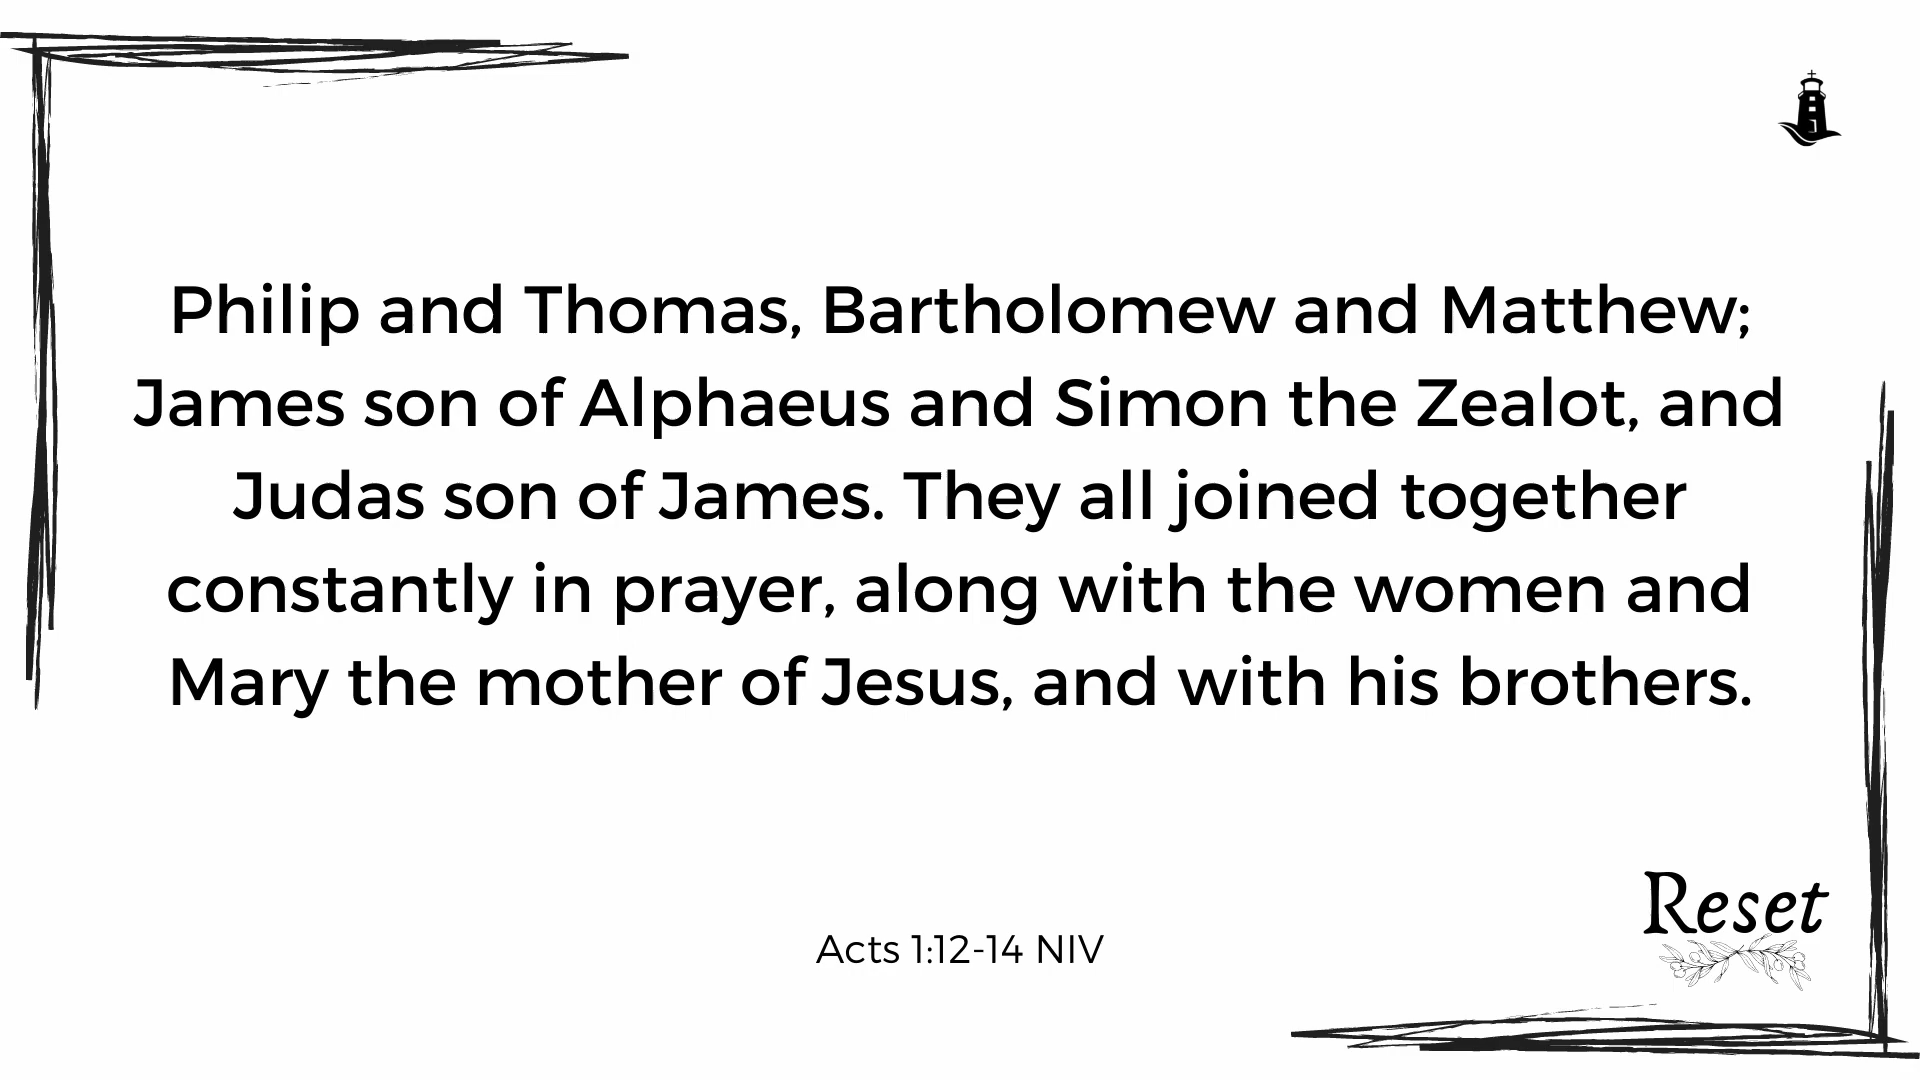 Philip and Thomas, Bartholomew and Matthew;
James son of Alphaeus and Simon the Zealot, and
Judas son of James. They all joined together
constantly in prayer, along with the women and
Mary the mother of Jesus, and with his brothers.
Reset
Acts 1:12-14 NIV